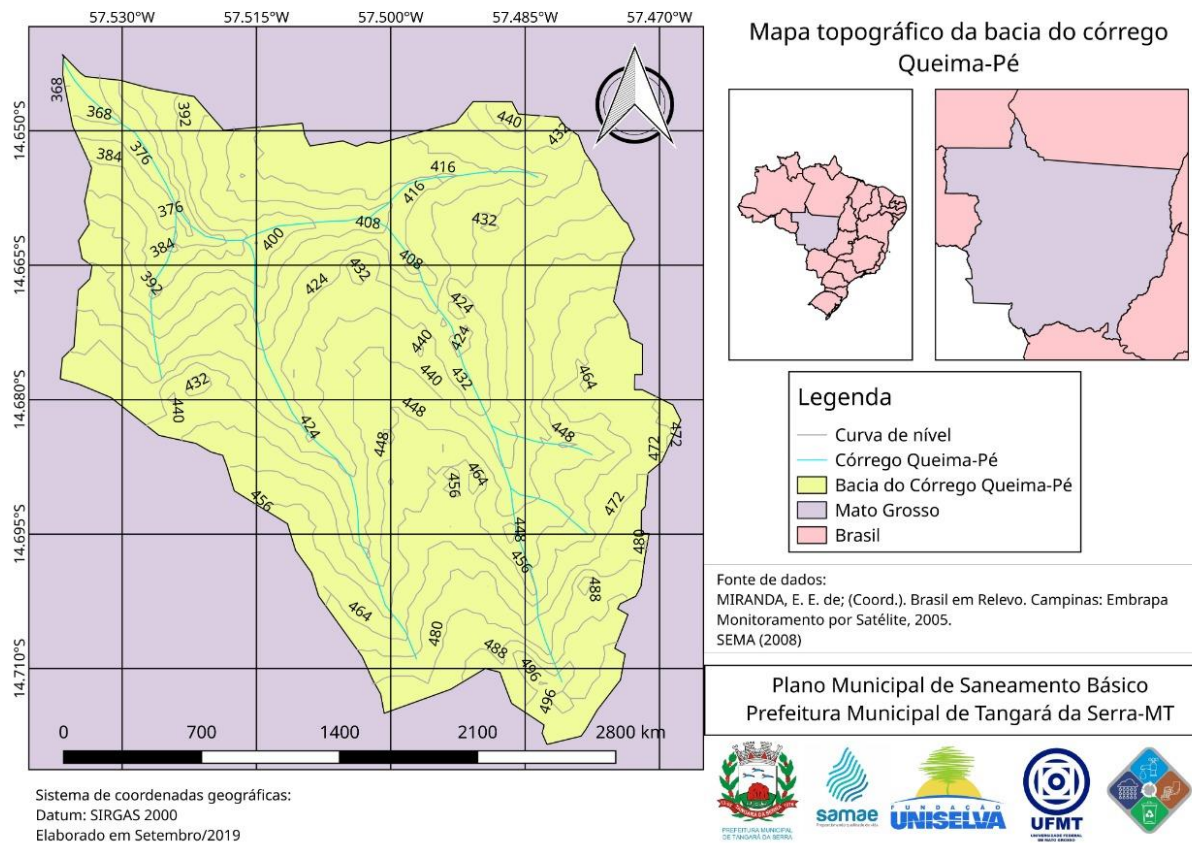 57.530°W 57.515°W 57.500°W 57.485°W 57.470°W
14.650°S
14.665°S
14.680°S
14.695°S
14.710°S
368
368
392
384
376
376
384
392
440
432
416
416
432
408
400
408
432
424
424
424
440
440
432
432
440
464
448
424
448
448
472
472
464
456
472
456
448
456
480
488
464
480
488
496
496
0 700 1400 2100 2800 km
Sistema de coordenadas geográficas:
Datum: SIRGAS 2000
Elaborado em Setembro/2019
Mapa topográfico da bacia do córrego
Queima-Pé
Legenda
Curva de nível
Córrego Queima-Pé
Bacia do Córrego Queima-Pé
Mato Grosso
Brasil
Fonte de dados:
MIRANDA, E. E. de; (Coord.). Brasil em Relevo. Campinas: Embrapa
Monitoramento por Satélite, 2005.
SEMA (2008)
Plano Municipal de Saneamento Básico
Prefeitura Municipal de Tangará da Serra-MT
PREFEITURA MUNICIPAL
DE TANGARÁ DA SERRA
samae
FUNDAÇÃO
UNISELVA
UFMT
UNIVERSIDADE FEDERAL
DE MATO GROSSO